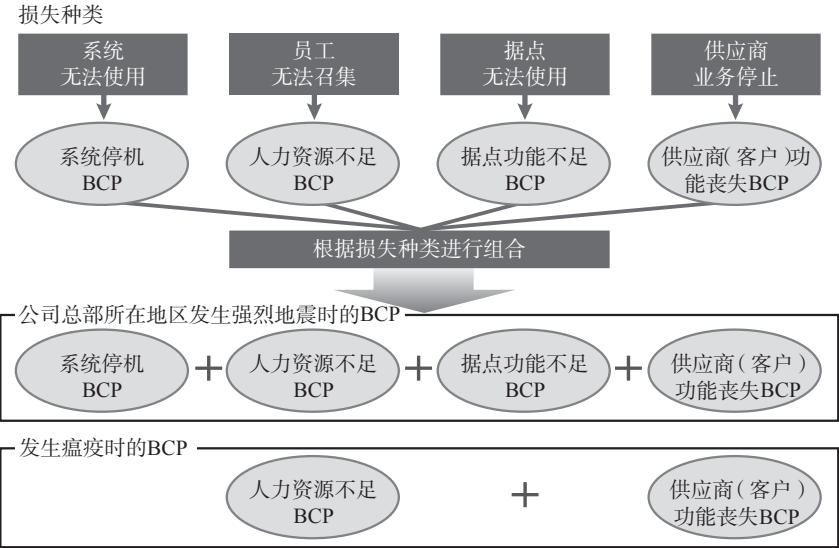 损失种类
系统
无法使用
员工
无法召集
据点
无法使用
供应商
业务停止
系统停机
BCP
人力资源不足
BCP
据点功能不足
BCP
供应商(客户)功
能丧失BCP
根据损失种类进行组合
公司总部所在地区发生强烈地震时的BCP
系统停机
BCP
+
人力资源不足
BCP
+
据点功能不足
BCP
+
供应商(客户)
功能丧失BCP
发生瘟疫时的BCP
人力资源不足
BCP
+
供应商(客户)
功能丧失BCP